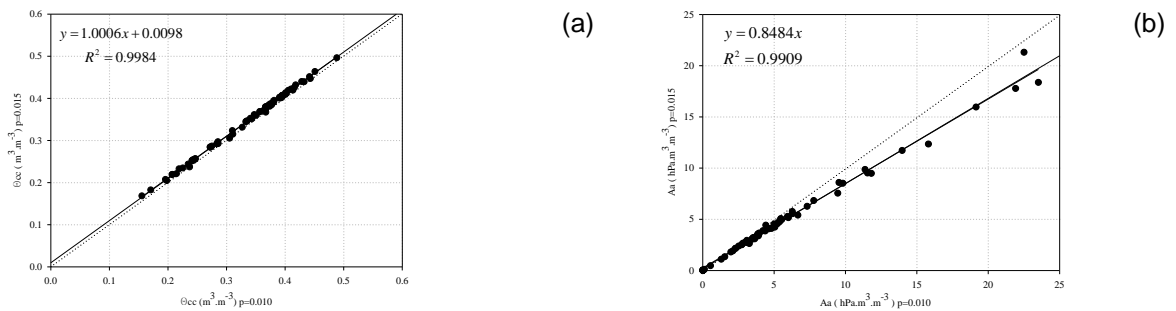 y = 1.0006x + 0.0098
R² = 0.9984
0.6
0.5
0.4
0.3
0.2
0.1
0.0
Θcc ( m³.m⁻³) p=0.015
0.0 0.1 0.2 0.3 0.4 0.5 0.6
Θcc (m³.m⁻³) p=0.010
(a)
y = 0.8484x
R² = 0.9909
25
20
15
10
5
0
Aa ( hPa.m³.m⁻³) p=0.015
0 5 10 15 20 25
Aa ( hPa.m³.m⁻³) p=0.010
(b)